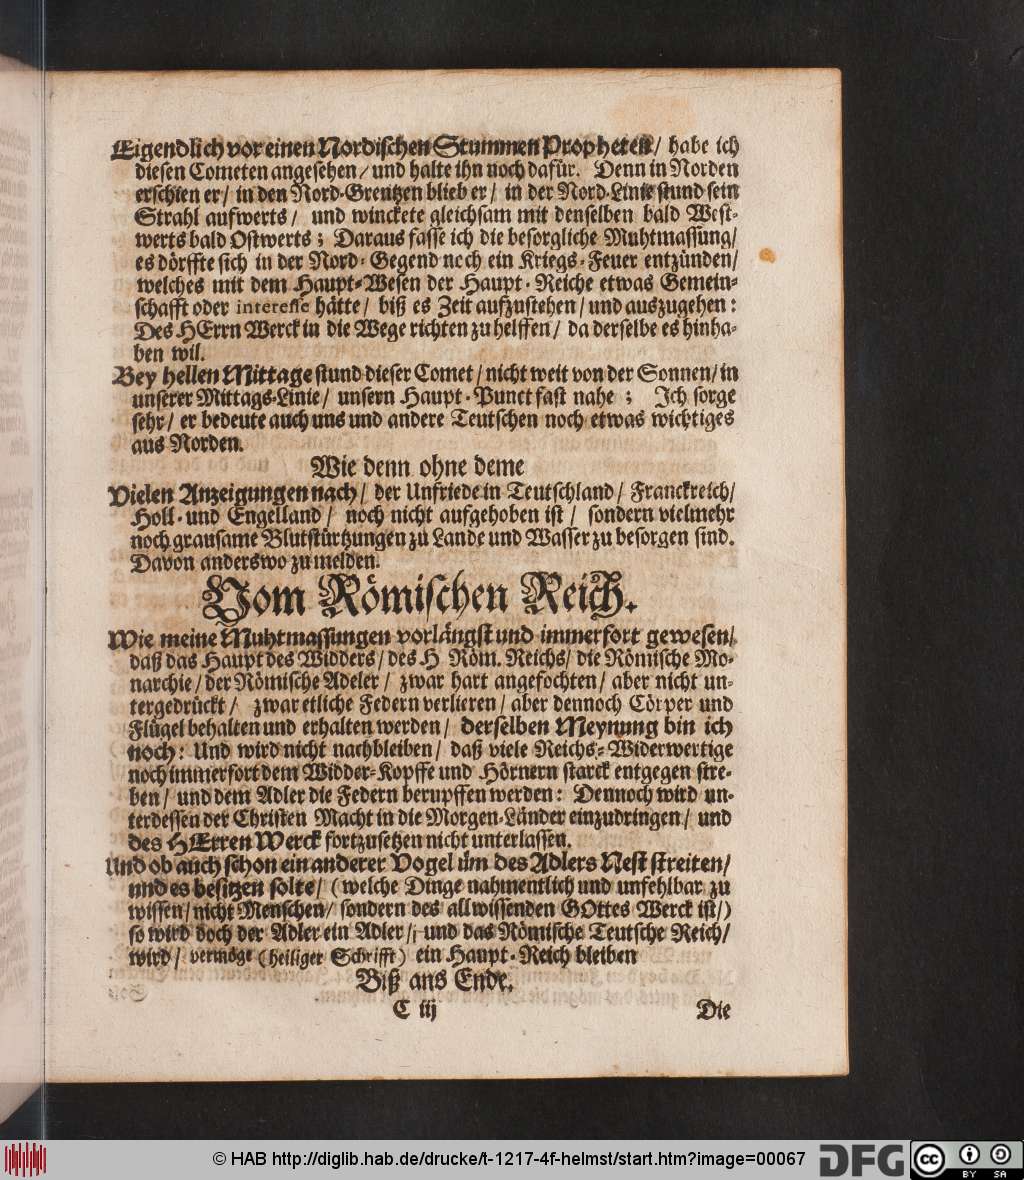 Eigendlich vor einen Nordischen Stummen Propheten/ habe ich
diesen Cometen angesehen/ und halte ihn noch dafür. Denn in Norden
erschien er/ in den Nord-Grentzen blieb er/ in der Nord-Linie stund sein
Strahl aufwerts/ und winckete gleichsam mit denselben bald West-
werts bald Ostwerts; Daraus fasse ich die besorgliche Muhtmassung/
es dörffte sich in der Nord-Gegend noch ein Kriegs-Feuer entzünden/
welches mit dem Haupt-Wesen der Haupt-Reiche etwas Gemein-
schafft oder interesse hätte/ biß es Zeit aufzustehen/ und auszugehen:
Des HErrn Werck in die Wege richten zu helffen/ da derselbe es hinha-
ben wil.
Bey hellen Mittage stund dieser Comet/ nicht weit von der Sonnen/ in
unserer Mittags-Linie/ unsern Haupt-Punct fast nahe; Ich sorge
sehr/ er bedeute auch uns und andere Teutschen noch etwas wichtiges
aus Norden.
Wie denn ohne deme
Vielen Anzeigungen nach/ der Unfriede in Teutschland/ Franckreich/
Holl- und Engelland/ noch nicht aufgehoben ist/ sondern vielmehr
noch grausame Blutstürtzungen zu Lande und Wasser zu besorgen sind.
Davon anderswo zu melden.
Vom Römischen Reich.
Wie meine Muhtmassungen vorlängst und immerfort gewesen/
daß das Haupt des Widders/ des H Röm. Reichs/ die Römische Mo-
narchie/ der Römische Adeler/ zwar hart angefochten/ aber nicht un-
tergedrückt/ zwar etliche Federn verlieren/ aber dennoch Cörper und
Flügel behalten und erhalten werden/ derselben Meynung bin ich
noch: Und wird nicht nachbleiben/ daß viele Reichs-Widerwertige
noch immerfort dem Widder-Kopffe und Hörnern starck entgegen stre-
ben/ und dem Adler die Federn berupffen werden: Dennoch wird un-
terdessen der Christen Macht in die Morgen-Länder einzudringen/ und
des HErren Werck fortzusetzen nicht unterlassen.
Und ob auch schon ein anderer Vogel üm des Adlers Nest streiten/
und es besitzen solte/ (welche Dinge nahmentlich und unfehlbar zu
wissen/ nicht Menschen/ sondern des allwissenden GOttes Werck ist/)
so wird doch der Adler ein Adler/ und das Römische Teutsche Reich/
wird/ vermöge (heiliger Schrifft) ein Haupt-Reich bleiben
Biß ans Ende.
C iij Die
© HAB http://diglib.hab.de/drucke/t-1217-4f-helmst/start.htm?image=00067 DFG cc BY SA